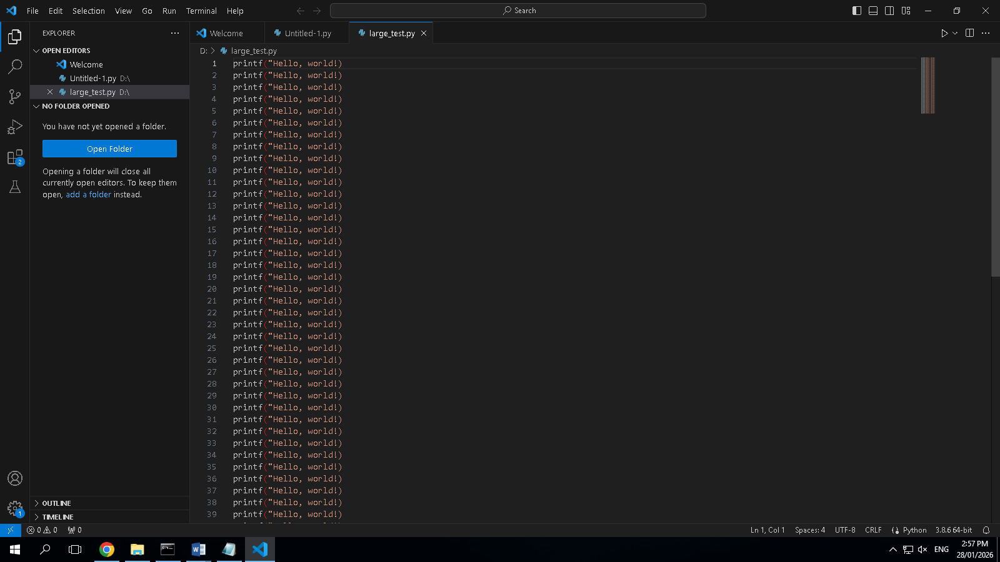 File Edit Selection View Go Run Terminal Help
Search
EXPLORER
OPEN EDITORS
Welcome
Untitled-1.py D:\
large_test.py D:\
NO FOLDER OPENED
You have not yet opened a folder.
Open Folder
Opening a folder will close all
currently open editors. To keep them
open, add a folder instead.
OUTLINE
TIMELINE
2
1
Welcome Untitled-1.py large_test.py
D: large_test.py
1 printf("Hello, world!)
2 printf("Hello, world!)
3 printf("Hello, world!)
4 printf("Hello, world!)
5 printf("Hello, world!)
6 printf("Hello, world!)
7 printf("Hello, world!)
8 printf("Hello, world!)
9 printf("Hello, world!)
10 printf("Hello, world!)
11 printf("Hello, world!)
12 printf("Hello, world!)
13 printf("Hello, world!)
14 printf("Hello, world!)
15 printf("Hello, world!)
16 printf("Hello, world!)
17 printf("Hello, world!)
18 printf("Hello, world!)
19 printf("Hello, world!)
20 printf("Hello, world!)
21 printf("Hello, world!)
22 printf("Hello, world!)
23 printf("Hello, world!)
24 printf("Hello, world!)
25 printf("Hello, world!)
26 printf("Hello, world!)
27 printf("Hello, world!)
28 printf("Hello, world!)
29 printf("Hello, world!)
30 printf("Hello, world!)
31 printf("Hello, world!)
32 printf("Hello, world!)
33 printf("Hello, world!)
34 printf("Hello, world!)
35 printf("Hello, world!)
36 printf("Hello, world!)
37 printf("Hello, world!)
38 printf("Hello, world!)
39 printf("Hello, world!)
0 0 0 Ln 1, Col 1 Spaces: 4 UTF-8 CRLF Python 3.8.6 64-bit
ENG
2:57 PM
28/01/2026